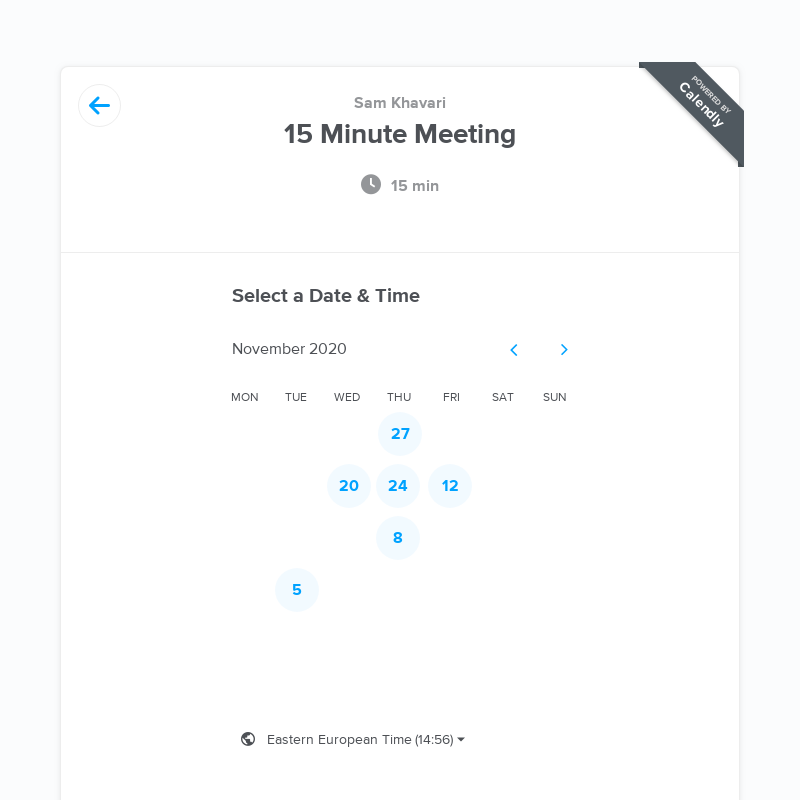 POWERED BY
Calendly
Sam Khavari
15 Minute Meeting
15 min
Select a Date & Time
November 2020
MON TUE WED THU FRI SAT SUN
27
20 24 12
8
5
Eastern European Time (14:56)